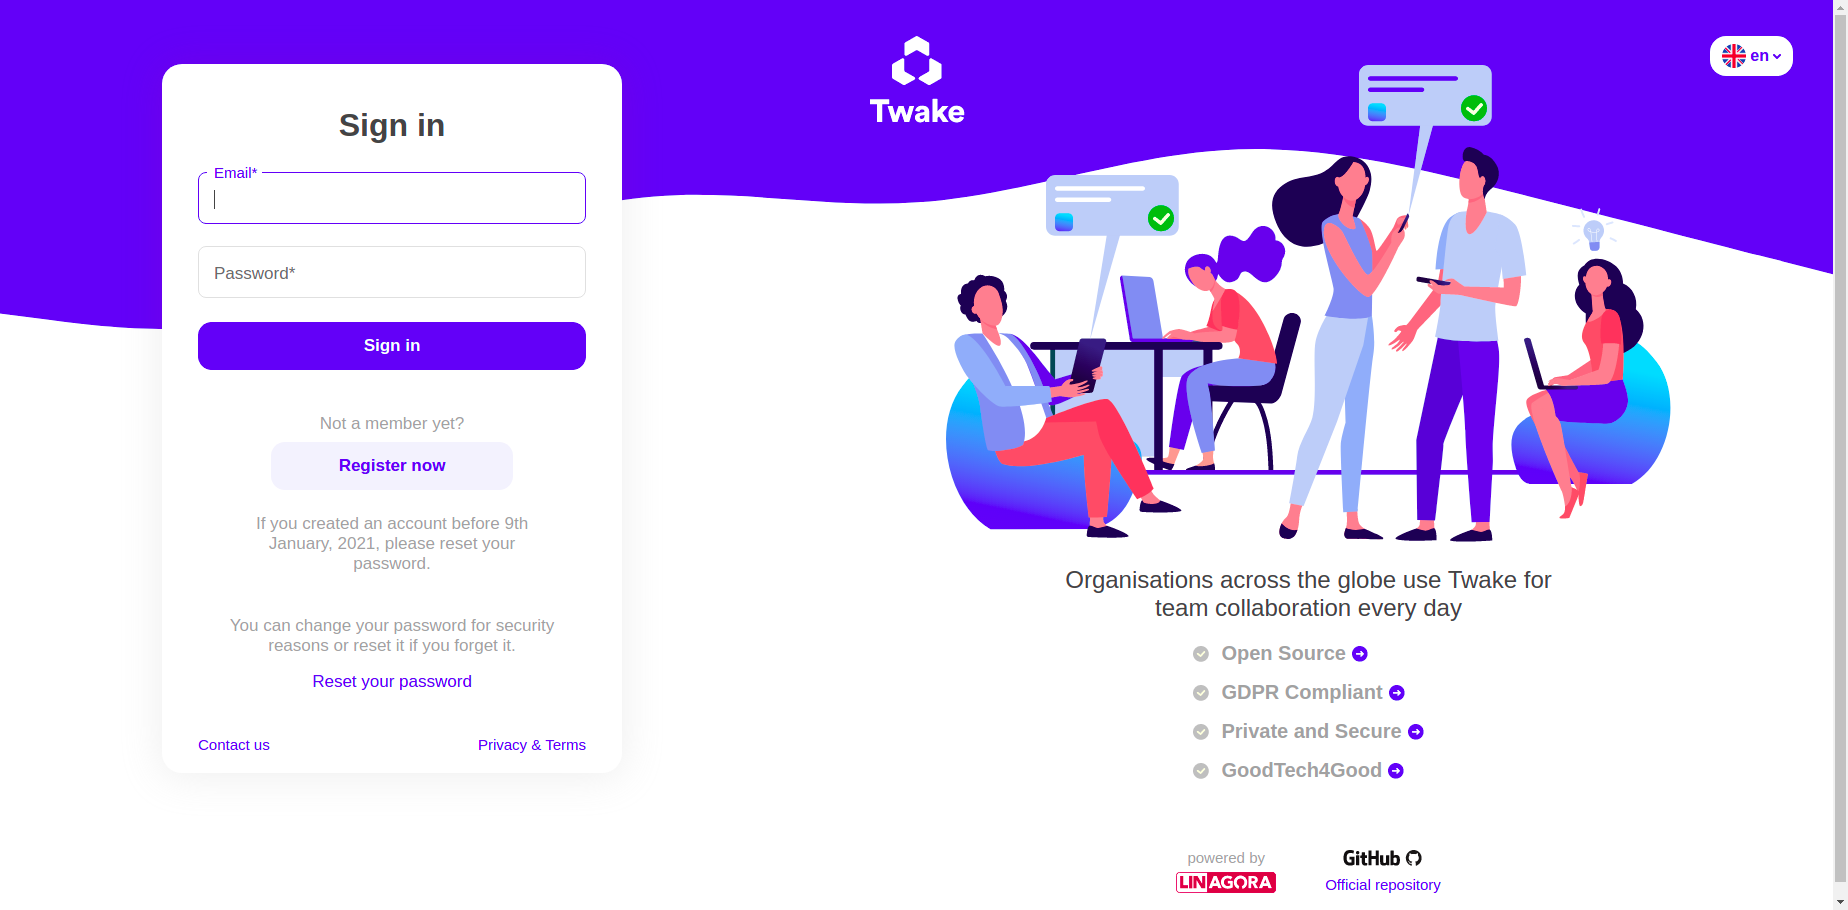 Sign in
Email*
Password*
Sign in
Not a member yet?
Register now
If you created an account before 9th
January, 2021, please reset your
password.
You can change your password for security
reasons or reset it if you forget it.
Reset your password
Contact us
Privacy & Terms
Twake
en
Organisations across the globe use Twake for
team collaboration every day
Open Source
GDPR Compliant
Private and Secure
GoodTech4Good
powered by
LINAGORA
GitHub
Official repository